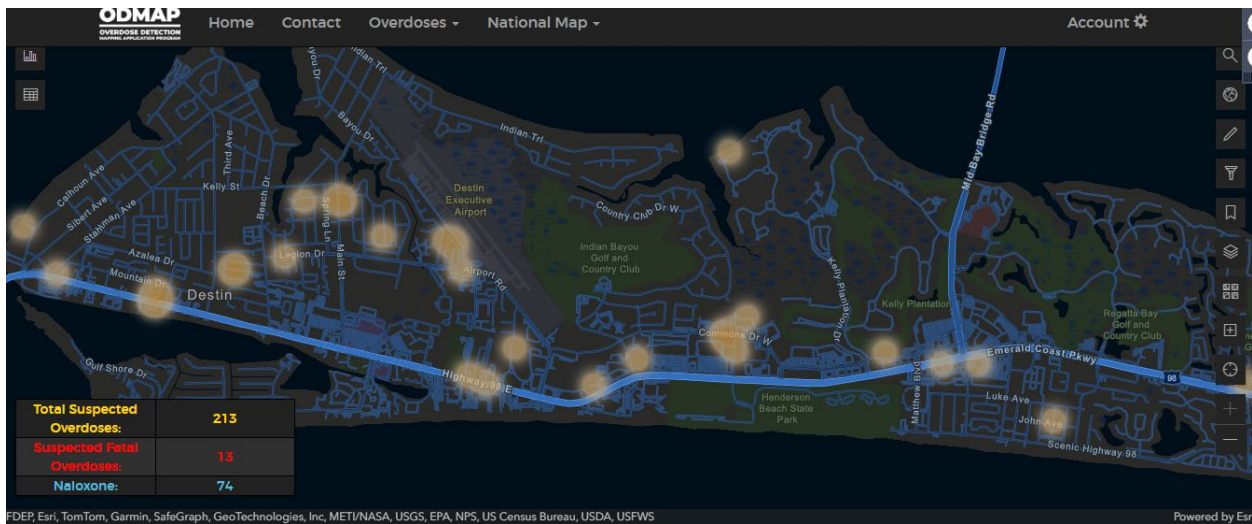 ODMAP
OVERDOSE DETECTION
MAPPING APPLICATION PROGRAM
Home Contact Overdoses National Map Account
Indian Trl
Bayou Dr
Indian Trl
Bayou Dr
Third Ave
Calhoun Ave
Kelly St
Beach Dr
Sibert Ave
Stahlman Ave
Spring Ln
Main St
Legion Dr
Azalea Dr
Mountain Dr
Destin
Destin
Executive
Airport
Airport Rd
Country Club Dr W
Indian Bayou
Golf and
Country Club
Mid Bay Bridge Rd
Kelly Plantation Dr
Kelly Plantation
Regatta Bay
Golf and
Country Club
Commons Dr W
Emerald Coast Pkwy
98
Highway 98 E
Gulf Shore Dr
Henderson
Beach State
Park
Matthew Blvd
Luke Ave
John Ave
Scenic Highway 98
Total Suspected
Overdoses: 213
Suspected Fatal
Overdoses: 13
Naloxone: 74
FDEP, Esri, TomTom, Garmin, SafeGraph, GeoTechnologies, Inc, METI/NASA, USGS, EPA, NPS, US Census Bureau, USDA, USFWS
Powered by Esr